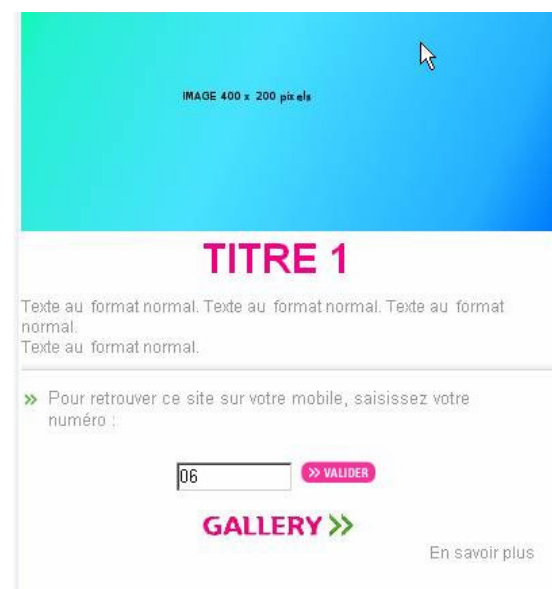 IMAGE 400 x 200 pixels
TITRE 1
Texte au format normal. Texte au format normal. Texte au format
normal.
Texte au format normal.
» Pour retrouver ce site sur votre mobile, saisissez votre
numéro :
06 » VALIDER
GALLERY »
En savoir plus